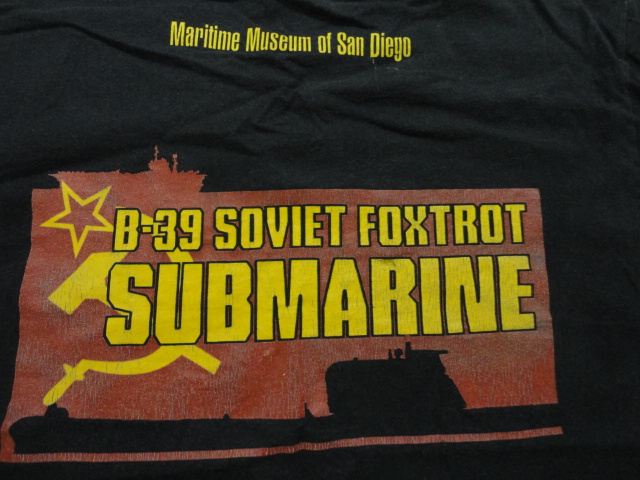 Maritime Museum of San Diego
B-39 SOVIET FOXTROT
SUBMARINE